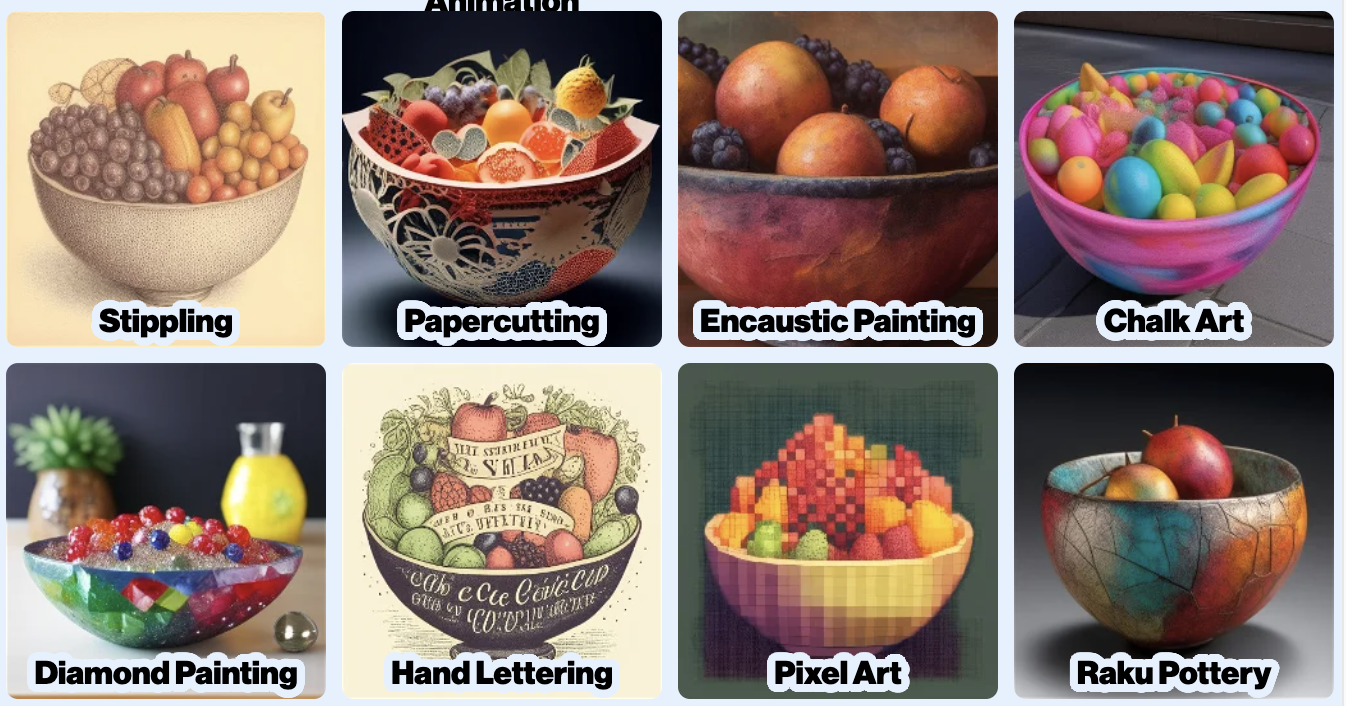 Animation
Stippling
Papercutting
Encaustic Painting
Chalk Art
Diamond Painting
Hand Lettering
Pixel Art
Raku Pottery